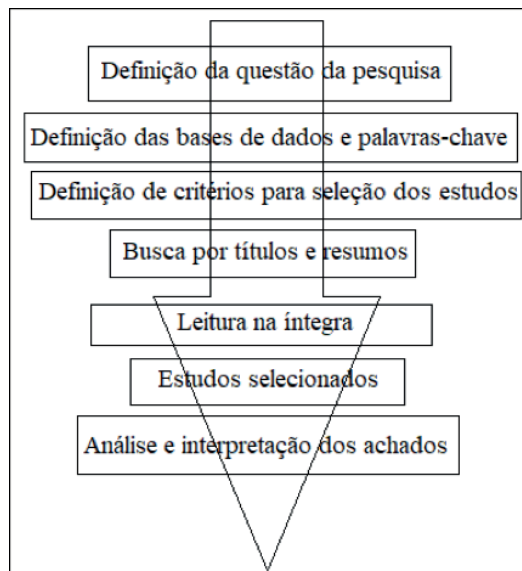 Definição da questão da pesquisa
Definição das bases de dados e palavras-chave
Definição de critérios para seleção dos estudos
Busca por títulos e resumos
Leitura na íntegra
Estudos selecionados
Análise e interpretação dos achados